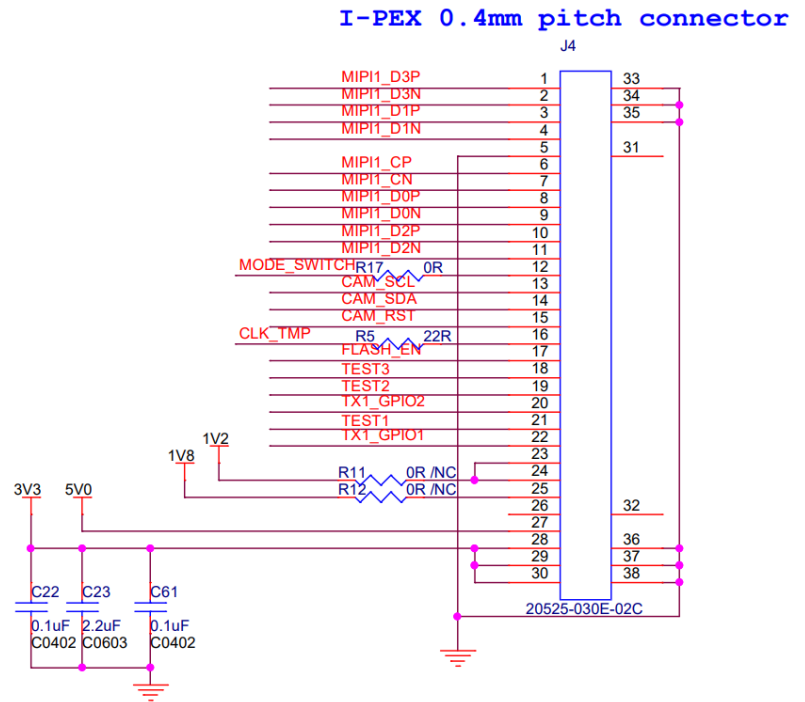 I-PEX 0.4mm pitch connector
J4
MIPI1_D3P 1 33
MIPI1_D3N 2 34
MIPI1_D1P 3 35
MIPI1_D1N 4
5 31
MIPI1_CP 6
MIPI1_CN 7
MIPI1_D0P 8
MIPI1_D0N 9
MIPI1_D2P 10
MIPI1_D2N 11
MODE_SWITCH R17 0R 12
CAM_SCL 13
CAM_SDA 14
CAM_RST 15
CLK_TMP R5 22R 16
FLASH_EN 17
TEST3 18
TEST2 19
TX1_GPIO2 20
TEST1 21
TX1_GPIO1 22
1V2 23
1V8 R11 0R /NC 24
3V3 5V0 R12 0R /NC 25
26 32
27
28 36
29 37
30 38
C22 C23 C61
20525-030E-02C
0.1uF 2.2uF 0.1uF
C0402 C0603 C0402